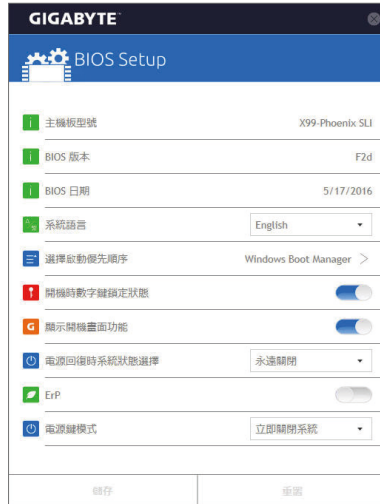 GIGABYTE™
BIOS Setup
主機板型號 X99-Phoenix SLI
BIOS 版本 F2d
BIOS 日期 5/17/2016
系統語言 English
選擇啟動優先順序 Windows Boot Manager >
開機時數字鍵鎖定狀態
G 顯示開機畫面功能
電源回復時系統狀態選擇 永遠關閉
ErP
電源鍵模式 立即關閉系統
儲存 重置